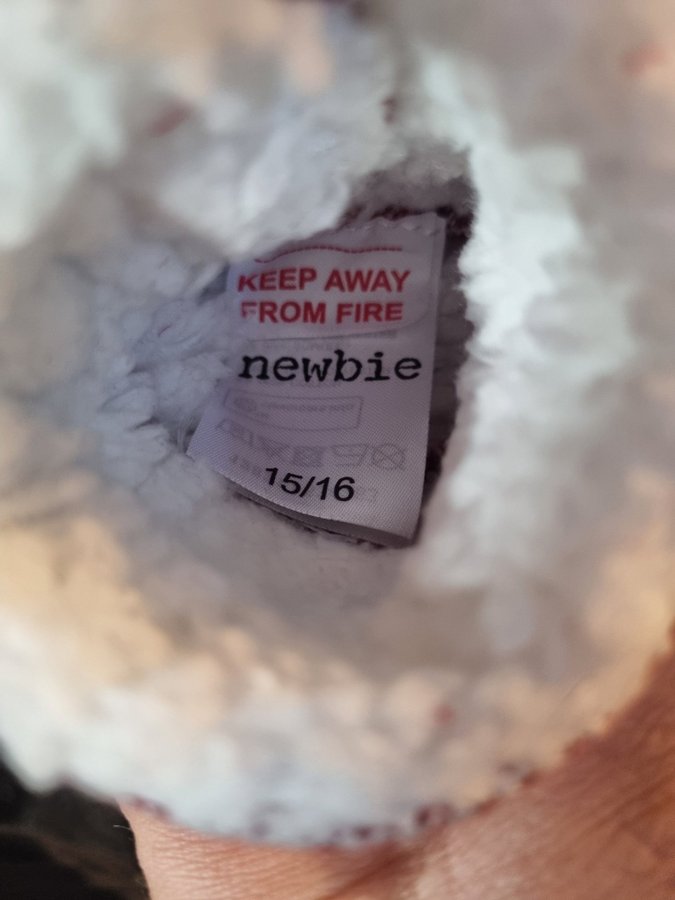 KEEP AWAY
FROM FIRE
newbie
15/16